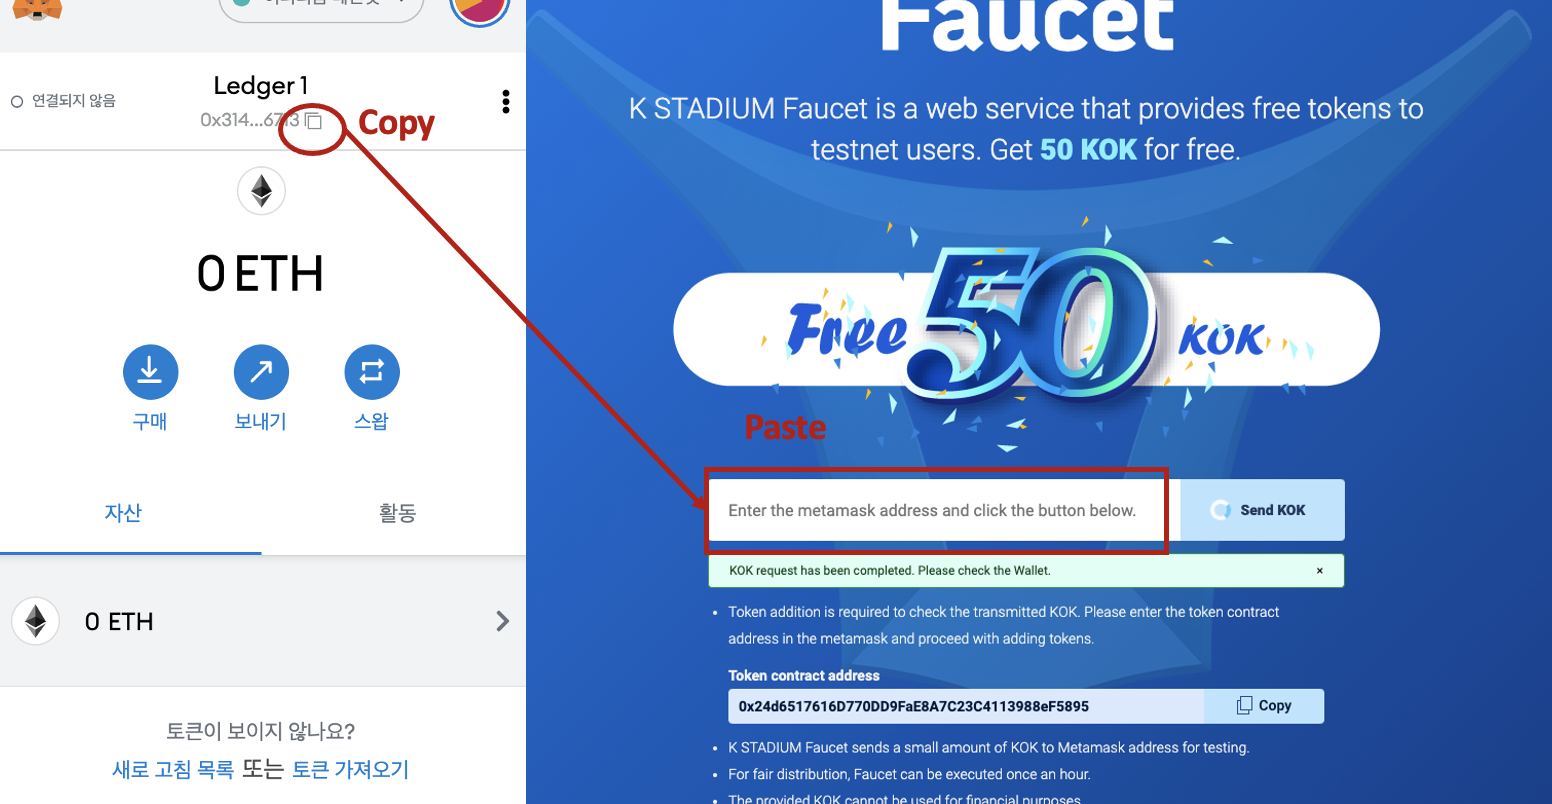 연결되지 않음
Ledger 1
0x314...6713
Copy
0 ETH
구매
보내기
스왑
자산
활동
0 ETH
토큰이 보이지 않나요?
새로 고침 목록 또는 토큰 가져오기
Faucet
K STADIUM Faucet is a web service that provides free tokens to
testnet users. Get 50 KOK for free.
Free 50 KOK
Paste
Enter the metamask address and click the button below.
Send KOK
KOK request has been completed. Please check the Wallet.
×
• Token addition is required to check the transmitted KOK. Please enter the token contract
address in the metamask and proceed with adding tokens.
Token contract address
0x24d6517616D770DD9FaE8A7C23C4113988eF5895
Copy
• K STADIUM Faucet sends a small amount of KOK to Metamask address for testing.
• For fair distribution, Faucet can be executed once an hour.
• The provided KOK cannot be used for financial purposes.